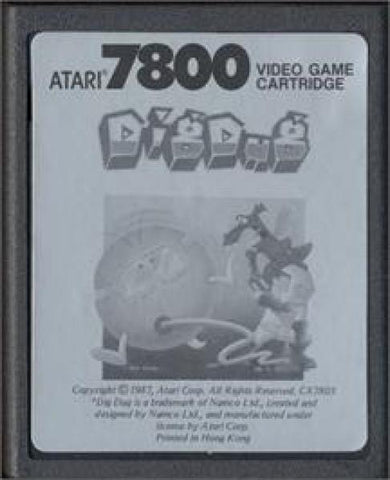 ATARI® 7800 VIDEO GAME
CARTRIDGE
DiG DuG
Copyright © 1987, Atari Corp. All Rights Reserved. CX7803
"Dig Dug is a trademark of Namco Ltd., created and
designed by Namco Ltd., and manufactured under
license by Atari Corp.
Printed in Hong Kong